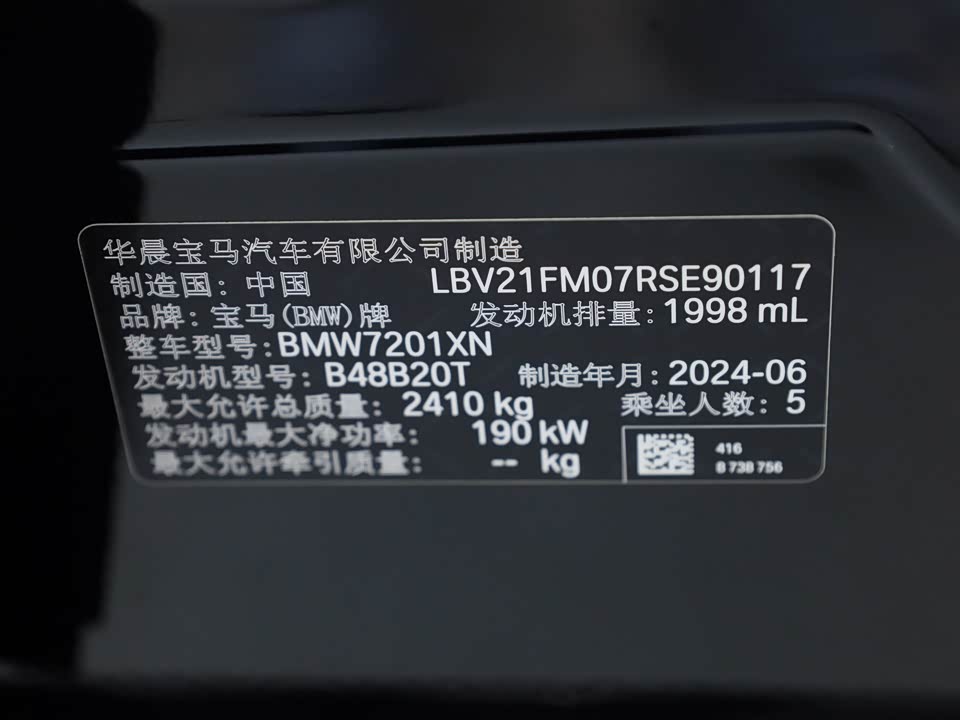 华晨宝马汽车有限公司制造
制造国：中国 LBV21FM07RSE90117
品牌：宝马(BMW)牌 发动机排量：1998 mL
整车型号：BMW7201XN
发动机型号：B48B20T 制造年月：2024-06
最大允许总质量：2410 kg 乘坐人数：5
发动机最大净功率：190 kW
最大允许牵引质量：-- kg
416
8 738 756